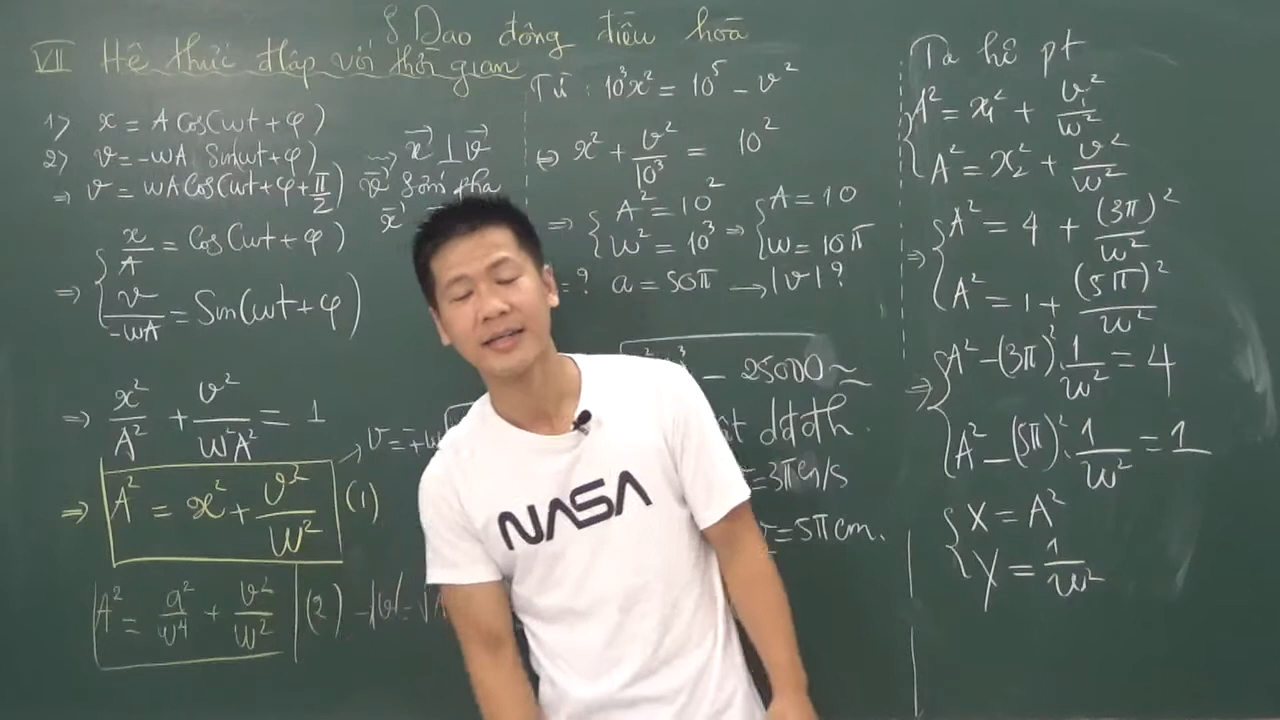 § Dao động điều hoà
VII Hệ thức đlập với thời gian
1) x = A Cos(ωt + φ)
2) v = -ωA Sin(ωt + φ)
⇒ v = ωA Cos(ωt + φ + π/2)
x⃗ ⊥ v⃗
v⃗ sớm pha
x⃗
⇒ { x/A = Cos(ωt + φ)
v/-ωA = Sin(ωt + φ)
⇒ x²/A² + v²/ω²A² = 1
⇒ A² = x² + v²/ω² (1)
→ v = ±ω
A² = a²/ω⁴ + v²/ω² (2) - |v| = √A
Từ : 10³x² = 10⁵ - v²
⇔ x² + v²/10³ = 10²
⇒ { A² = 10² ⇒ { A = 10
ω² = 10³ ω = 10π
= ? a = 50π → |v| ?
- 25000 ≈
dđđh.
= 3π cm/s
= 5π cm.
Ta hệ pt
{ A² = x₁² + v₁²/ω²
A² = x₂² + v²/ω²
⇒ { A² = 4 + (3π)²/ω²
A² = 1 + (5π)²/ω²
⇒ { A² - (3π)².1/ω² = 4
A² - (5π)².1/ω² = 1
{ X = A²
Y = 1/ω²
NASA